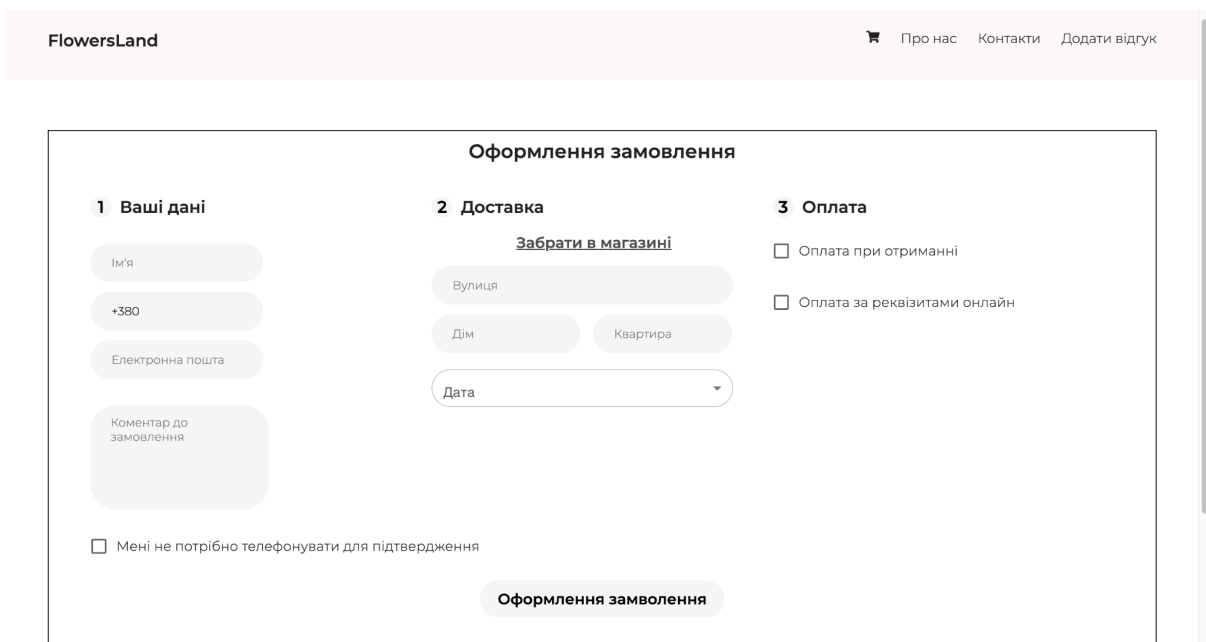 FlowersLand
Про нас Контакти Додати відгук
Оформлення замовлення
1 Ваші дані
Ім'я
+380
Електронна пошта
Коментар до
замовлення
Мені не потрібно телефонувати для підтвердження
2 Доставка
Забрати в магазині
Вулиця
Дім Квартира
Дата
3 Оплата
Оплата при отриманні
Оплата за реквізитами онлайн
Оформлення замволення